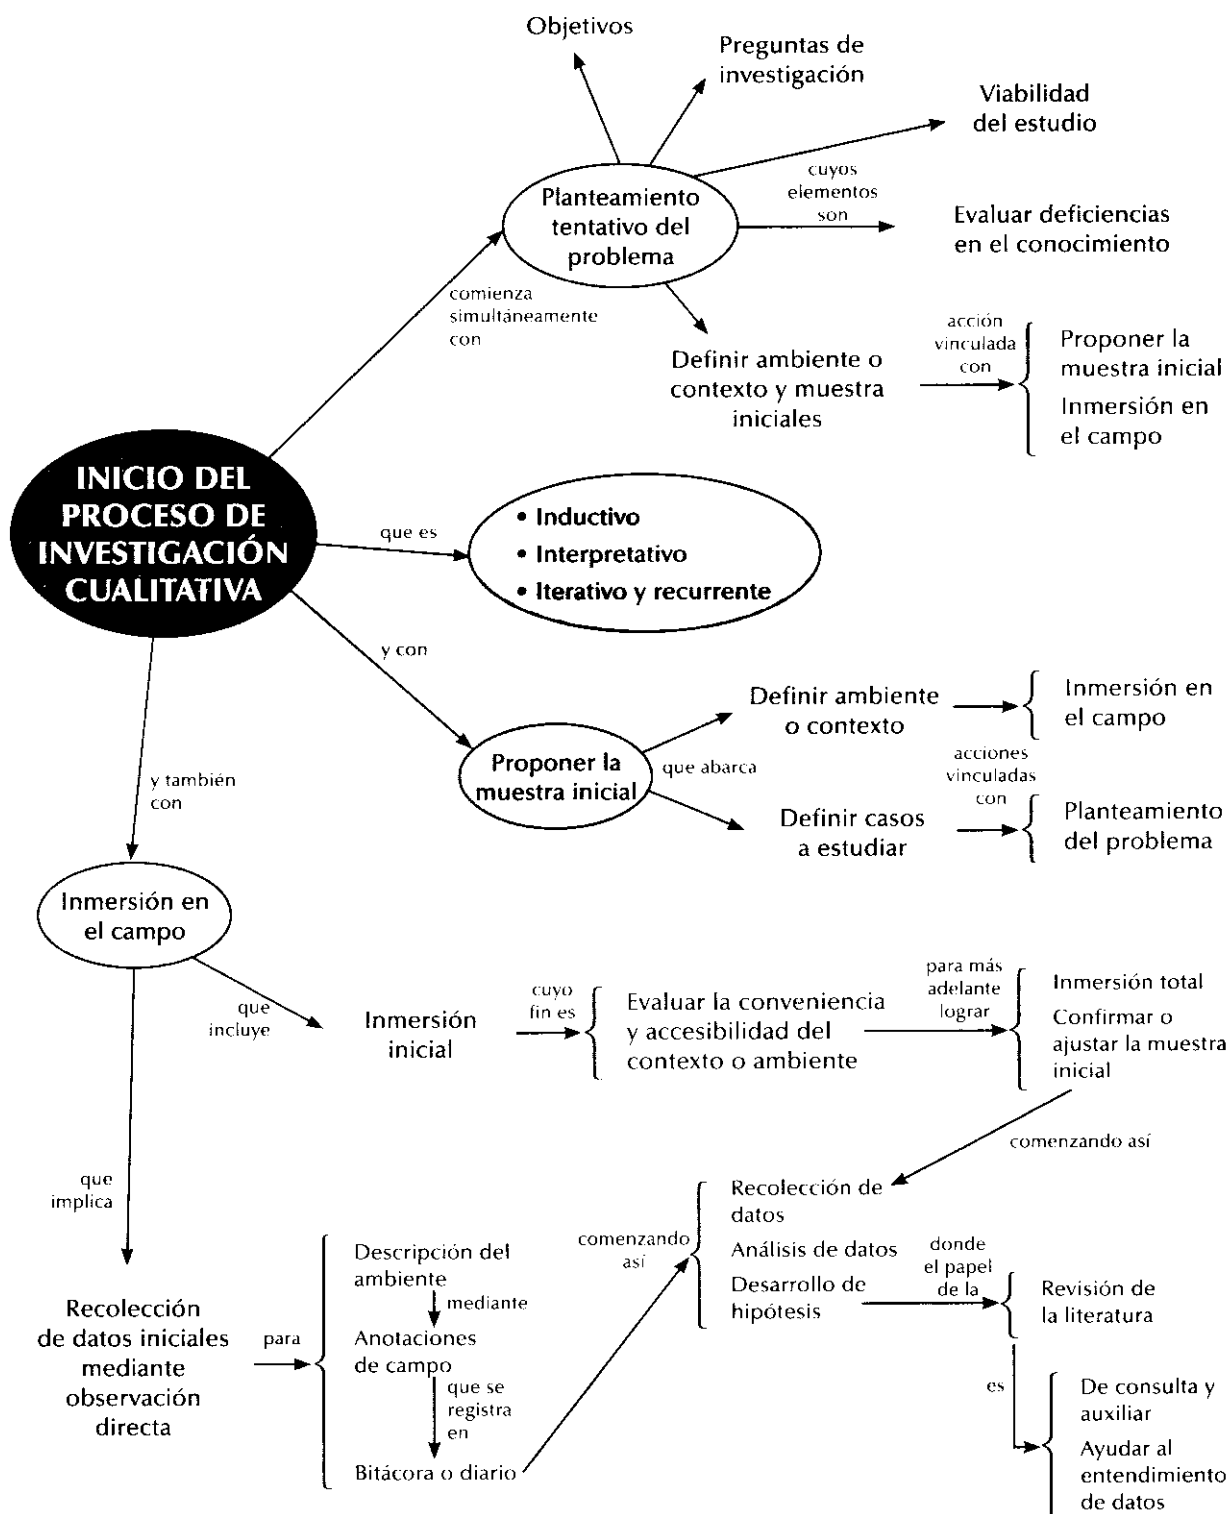 Objetivos
Preguntas de
investigación
Viabilidad
del estudio
cuyos
elementos
son
Planteamiento
tentativo del
problema
Evaluar deficiencias
en el conocimiento
comienza
simultáneamente
con
Definir ambiente o
contexto y muestra
iniciales
acción
vinculada
con
Proponer la
muestra inicial
Inmersión en
el campo
INICIO DEL
PROCESO DE
INVESTIGACIÓN
CUALITATIVA
que es
• Inductivo
• Interpretativo
• Iterativo y recurrente
y con
Proponer la
muestra inicial
que abarca
Definir ambiente
o contexto
Inmersión en
el campo
acciones
vinculadas
con
Definir casos
a estudiar
Planteamiento
del problema
y también
con
Inmersión en
el campo
que
incluye
Inmersión
inicial
cuyo
fin es
Evaluar la conveniencia
y accesibilidad del
contexto o ambiente
para más
adelante
lograr
Inmersión total
Confirmar o
ajustar la muestra
inicial
comenzando así
que
implica
Recolección
de datos iniciales
mediante
observación
directa
para
Descripción del
ambiente
mediante
Anotaciones
de campo
que se
registra
en
Bitácora o diario
comenzando
así
Recolección de
datos
Análisis de datos
Desarrollo de
hipótesis
donde
el papel
de la
Revisión de
la literatura
es
De consulta y
auxiliar
Ayudar al
entendimiento
de datos